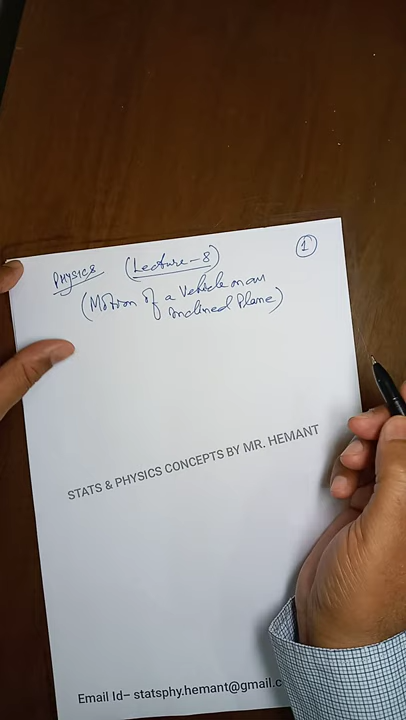 PHYSICS (Lecture-8) 1
(Motion of a Vehicle on an
Inclined Plane)
STATS & PHYSICS CONCEPTS BY MR. HEMANT
Email Id– statsphy.hemant@gmail.c